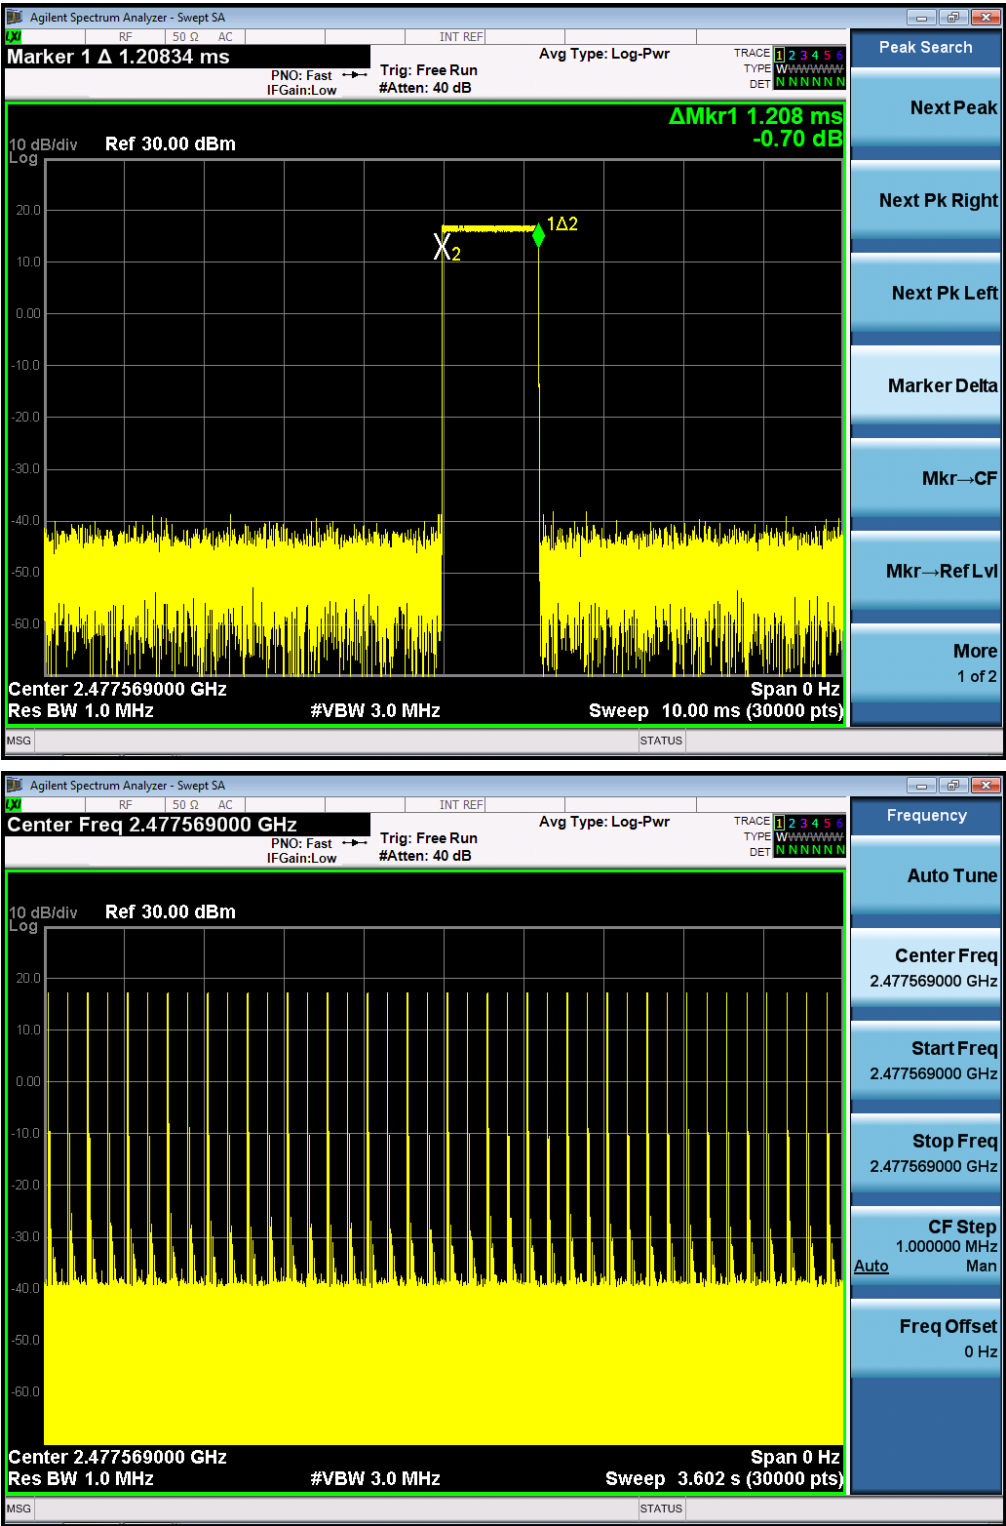 Agilent Spectrum Analyzer - Swept SA
LXI RF 50 Ω AC INT REF
Marker 1 Δ 1.20834 ms
PNO: Fast
IFGain:Low
Trig: Free Run
#Atten: 40 dB
Avg Type: Log-Pwr
TRACE 1 2 3 4 5 6
TYPE WWWWWW
DET N N N N N N
ΔMkr1 1.208 ms
-0.70 dB
10 dB/div Ref 30.00 dBm
Log
20.0
10.0
0.00
-10.0
-20.0
-30.0
-40.0
-50.0
-60.0
2
1Δ2
Center 2.477569000 GHz Span 0 Hz
Res BW 1.0 MHz #VBW 3.0 MHz Sweep 10.00 ms (30000 pts)
MSG STATUS
Peak Search
Next Peak
Next Pk Right
Next Pk Left
Marker Delta
Mkr→CF
Mkr→Ref Lvl
More
1 of 2
Agilent Spectrum Analyzer - Swept SA
LXI RF 50 Ω AC INT REF
Center Freq 2.477569000 GHz
PNO: Fast
IFGain:Low
Trig: Free Run
#Atten: 40 dB
Avg Type: Log-Pwr
TRACE 1 2 3 4 5 6
TYPE WWWWWW
DET N N N N N N
10 dB/div Ref 30.00 dBm
Log
20.0
10.0
0.00
-10.0
-20.0
-30.0
-40.0
-50.0
-60.0
Center 2.477569000 GHz Span 0 Hz
Res BW 1.0 MHz #VBW 3.0 MHz Sweep 3.602 s (30000 pts)
MSG STATUS
Frequency
Auto Tune
Center Freq
2.477569000 GHz
Start Freq
2.477569000 GHz
Stop Freq
2.477569000 GHz
CF Step
1.000000 MHz
Auto Man
Freq Offset
0 Hz